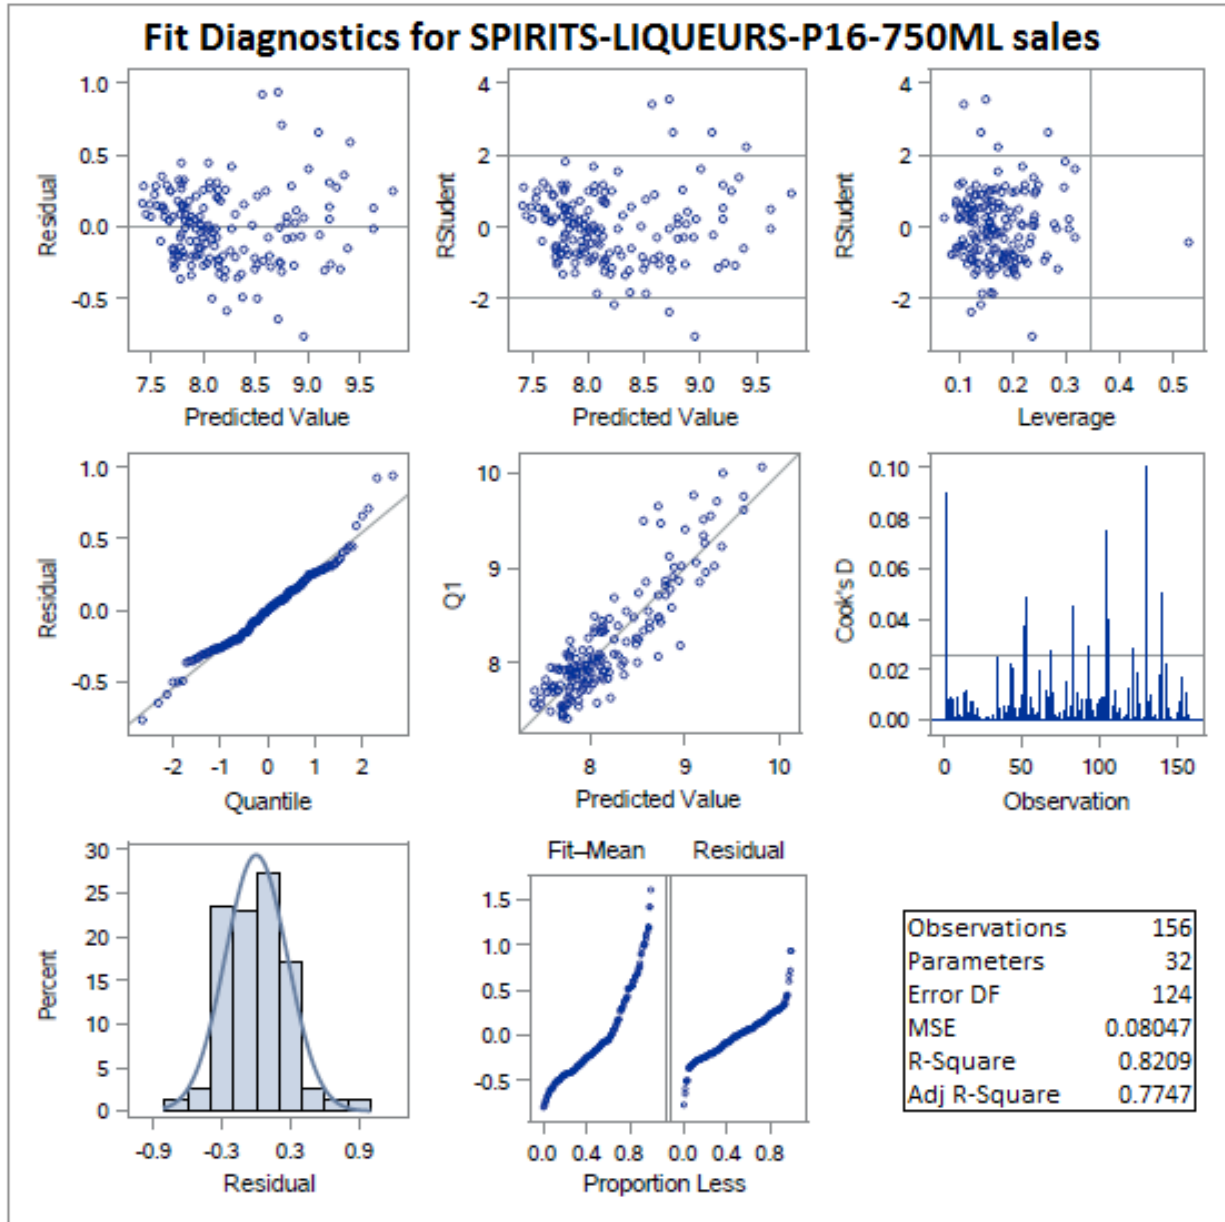 Fit Diagnostics for SPIRITS-LIQUEURS-P16-750ML sales
1.0
0.5
0.0
-0.5
Residual
7.5 8.0 8.5 9.0 9.5
Predicted Value
4
2
0
-2
RStudent
7.5 8.0 8.5 9.0 9.5
Predicted Value
4
2
0
-2
RStudent
0.1 0.2 0.3 0.4 0.5
Leverage
1.0
0.5
0.0
-0.5
Residual
-2 -1 0 1 2
Quantile
10
9
8
Q1
8 9 10
Predicted Value
0.10
0.08
0.06
0.04
0.02
0.00
Cook's D
0 50 100 150
Observation
30
25
20
15
10
5
0
Percent
-0.9 -0.3 0.3 0.9
Residual
Fit–Mean Residual
1.5
1.0
0.5
0.0
-0.5
0.0 0.4 0.8 0.0 0.4 0.8
Proportion Less
Observations 156
Parameters 32
Error DF 124
MSE 0.08047
R-Square 0.8209
Adj R-Square 0.7747